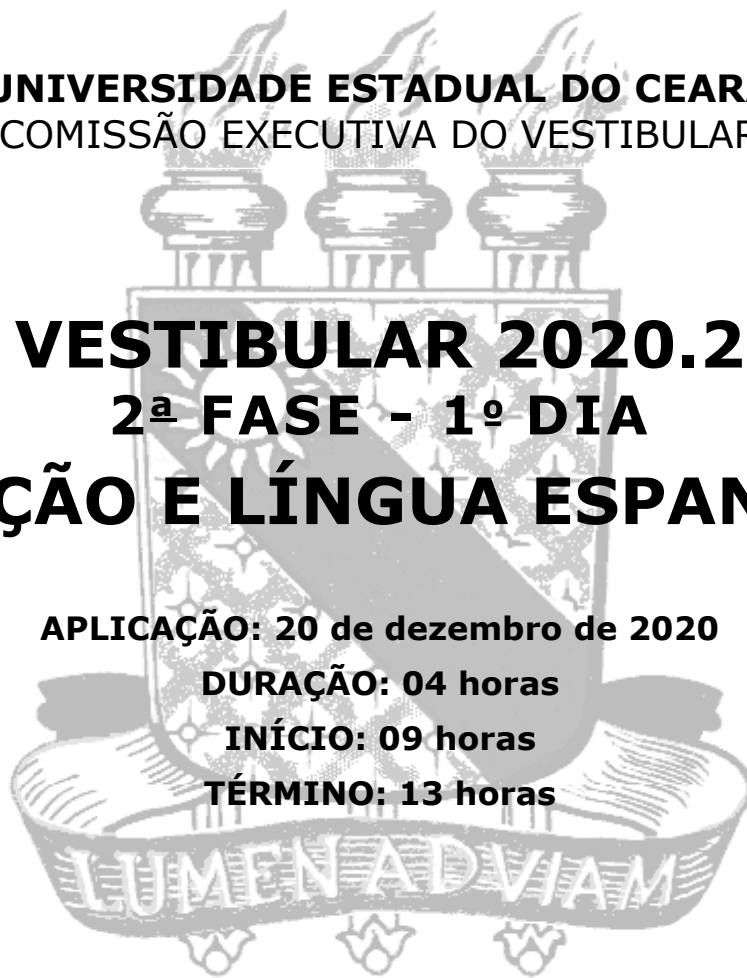 UNIVERSIDADE ESTADUAL DO CEAR
COMISSÃO EXECUTIVA DO VESTIBULAR
VESTIBULAR 2020.2
2ª FASE - 1º DIA
ÇÃO E LÍNGUA ESPAN
APLICAÇÃO: 20 de dezembro de 2020
DURAÇÃO: 04 horas
INÍCIO: 09 horas
TÉRMINO: 13 horas
LUMEN AD VIAM